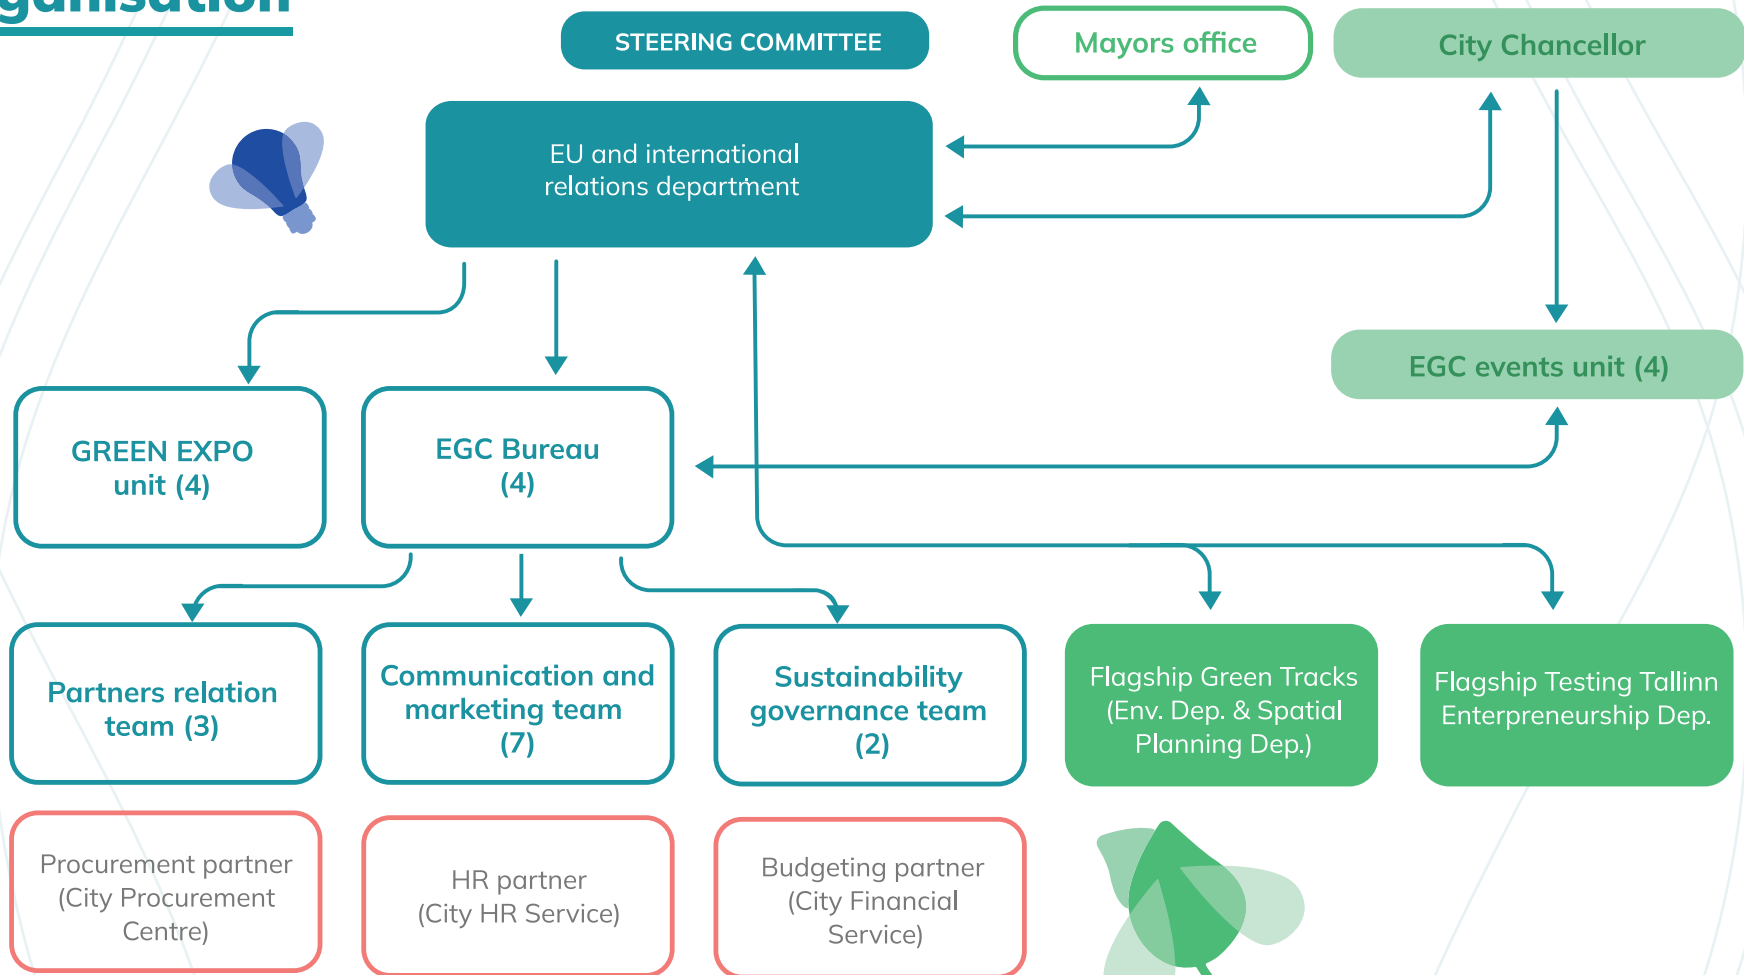 ganisation
STEERING COMMITTEE
Mayors office
City Chancellor
EU and international
relations department
EGC events unit (4)
GREEN EXPO
unit (4)
EGC Bureau
(4)
Partners relation
team (3)
Communication and
marketing team
(7)
Sustainability
governance team
(2)
Flagship Green Tracks
(Env. Dep. & Spatial
Planning Dep.)
Flagship Testing Tallinn
Enterpreneurship Dep.
Procurement partner
(City Procurement
Centre)
HR partner
(City HR Service)
Budgeting partner
(City Financial
Service)